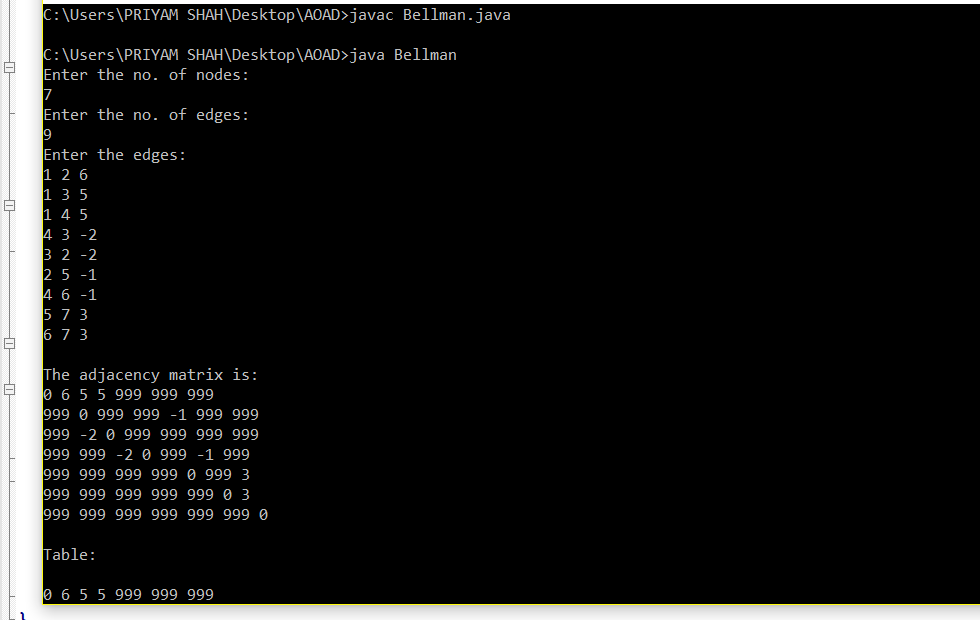 C:\Users\PRIYAM SHAH\Desktop\AOAD>javac Bellman.java
C:\Users\PRIYAM SHAH\Desktop\AOAD>java Bellman
Enter the no. of nodes:
7
Enter the no. of edges:
9
Enter the edges:
1 2 6
1 3 5
1 4 5
4 3 -2
3 2 -2
2 5 -1
4 6 -1
5 7 3
6 7 3
The adjacency matrix is:
0 6 5 5 999 999 999
999 0 999 999 -1 999 999
999 -2 0 999 999 999 999
999 999 -2 0 999 -1 999
999 999 999 999 0 999 3
999 999 999 999 999 0 3
999 999 999 999 999 999 0
Table:
0 6 5 5 999 999 999
}